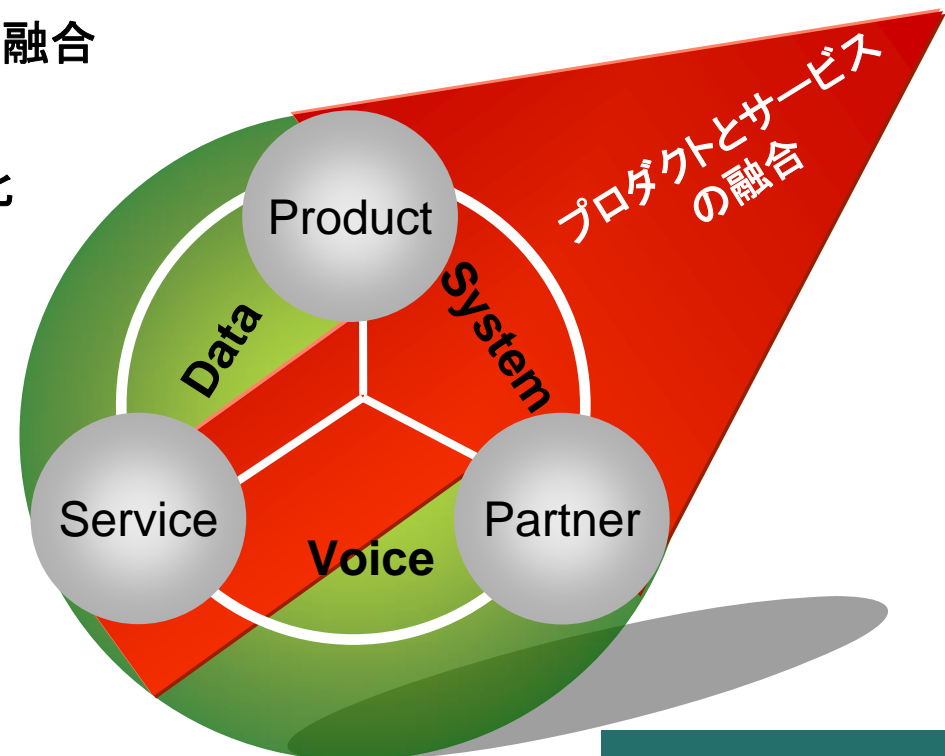 融合
化
プロダクトとサービス
の融合
Product
Data
System
Service
Partner
Voice